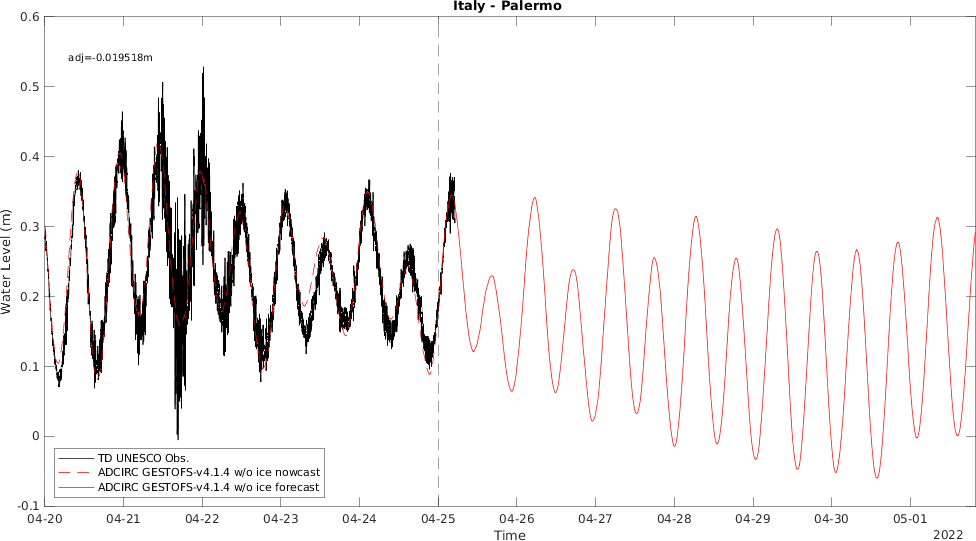 Italy - Palermo
adj=-0.019518m
Water Level (m)
0.6
0.5
0.4
0.3
0.2
0.1
0
-0.1
TD UNESCO Obs.
ADCIRC GESTOFS-v4.1.4 w/o ice nowcast
ADCIRC GESTOFS-v4.1.4 w/o ice forecast
04-20 04-21 04-22 04-23 04-24 04-25 04-26 04-27 04-28 04-29 04-30 05-01
Time
2022